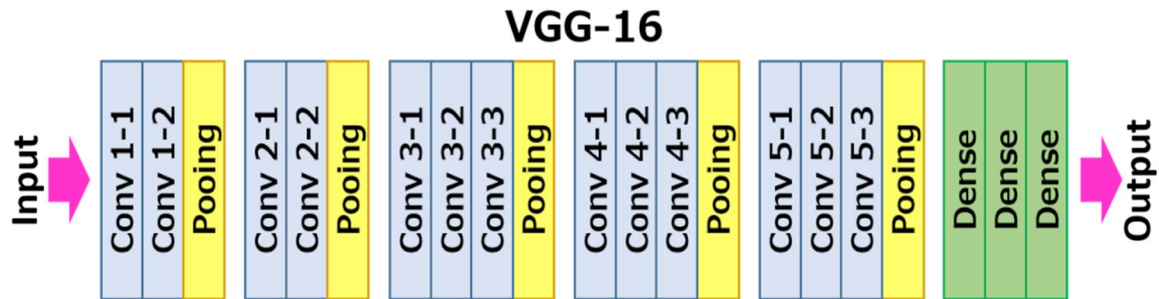 VGG-16
Input
Conv 1-1
Conv 1-2
Pooing
Conv 2-1
Conv 2-2
Pooing
Conv 3-1
Conv 3-2
Conv 3-3
Pooing
Conv 4-1
Conv 4-2
Conv 4-3
Pooing
Conv 5-1
Conv 5-2
Conv 5-3
Pooing
Dense
Dense
Dense
Output